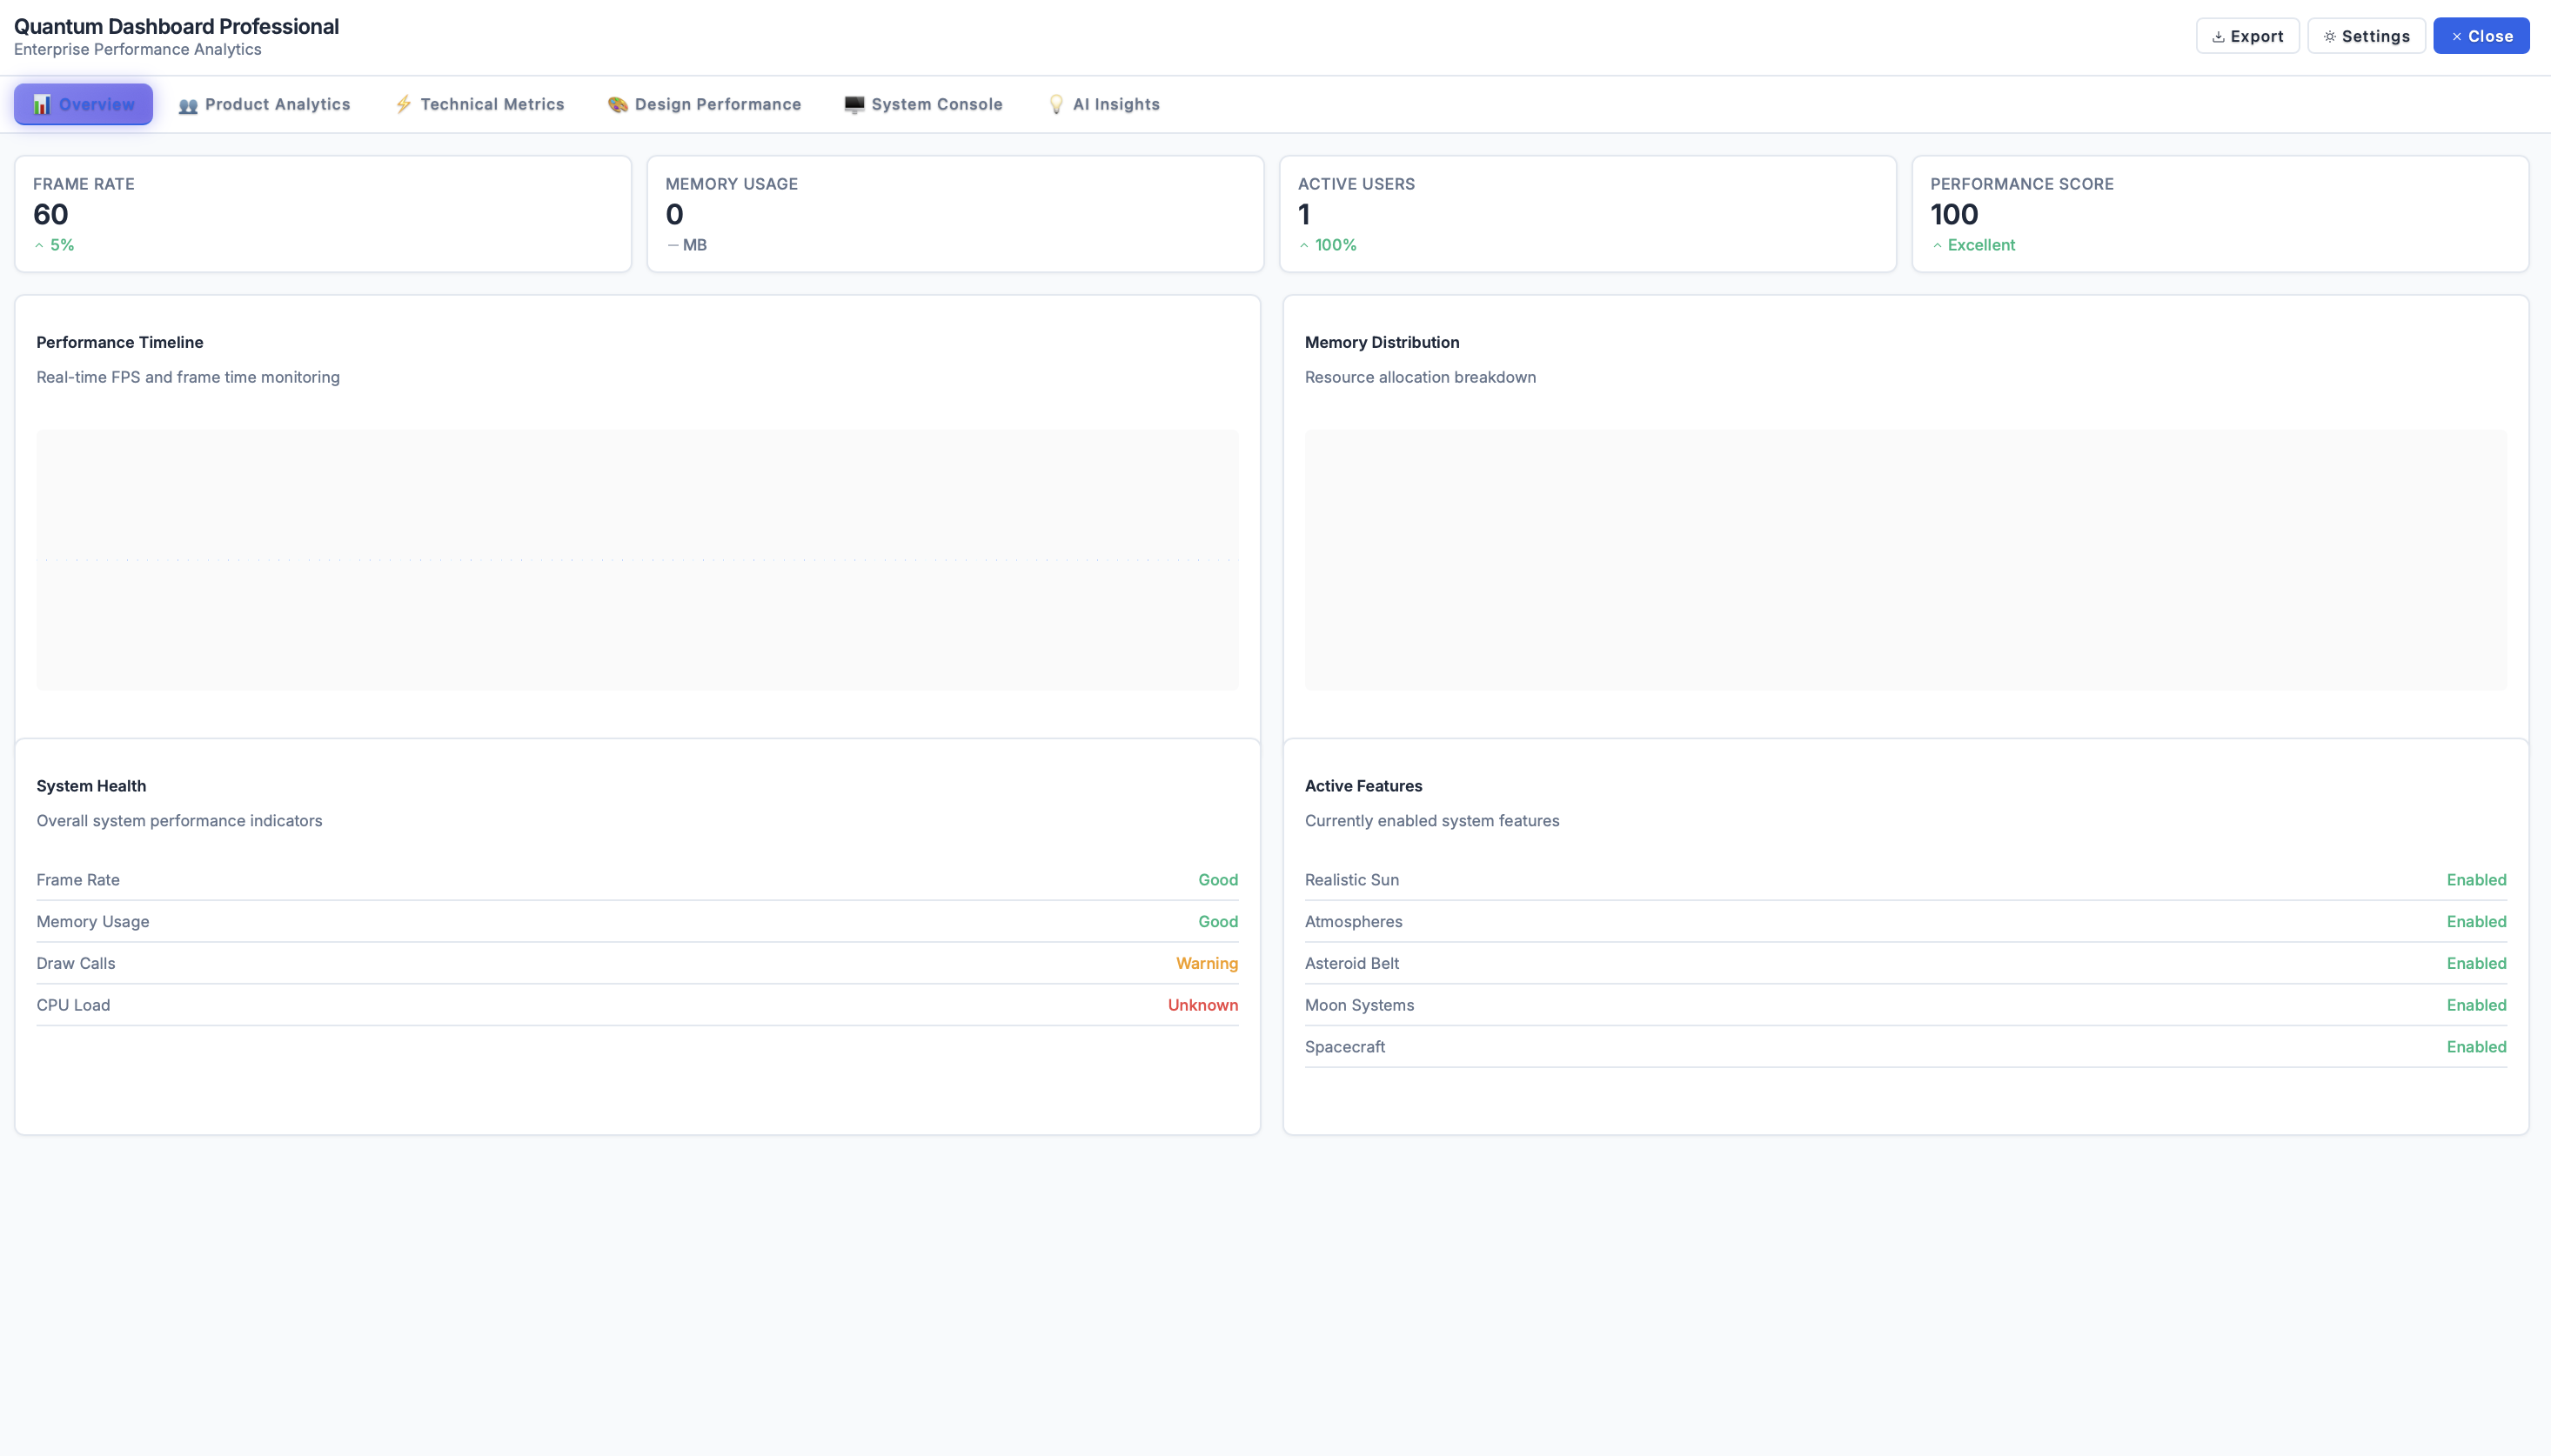 Quantum Dashboard Professional
Enterprise Performance Analytics
Export
Settings
Close
Overview
Product Analytics
Technical Metrics
Design Performance
System Console
AI Insights
FRAME RATE
60
5%
MEMORY USAGE
0
— MB
ACTIVE USERS
1
100%
PERFORMANCE SCORE
100
Excellent
Performance Timeline
Real-time FPS and frame time monitoring
Memory Distribution
Resource allocation breakdown
System Health
Overall system performance indicators
Frame Rate Good
Memory Usage Good
Draw Calls Warning
CPU Load Unknown
Active Features
Currently enabled system features
Realistic Sun Enabled
Atmospheres Enabled
Asteroid Belt Enabled
Moon Systems Enabled
Spacecraft Enabled